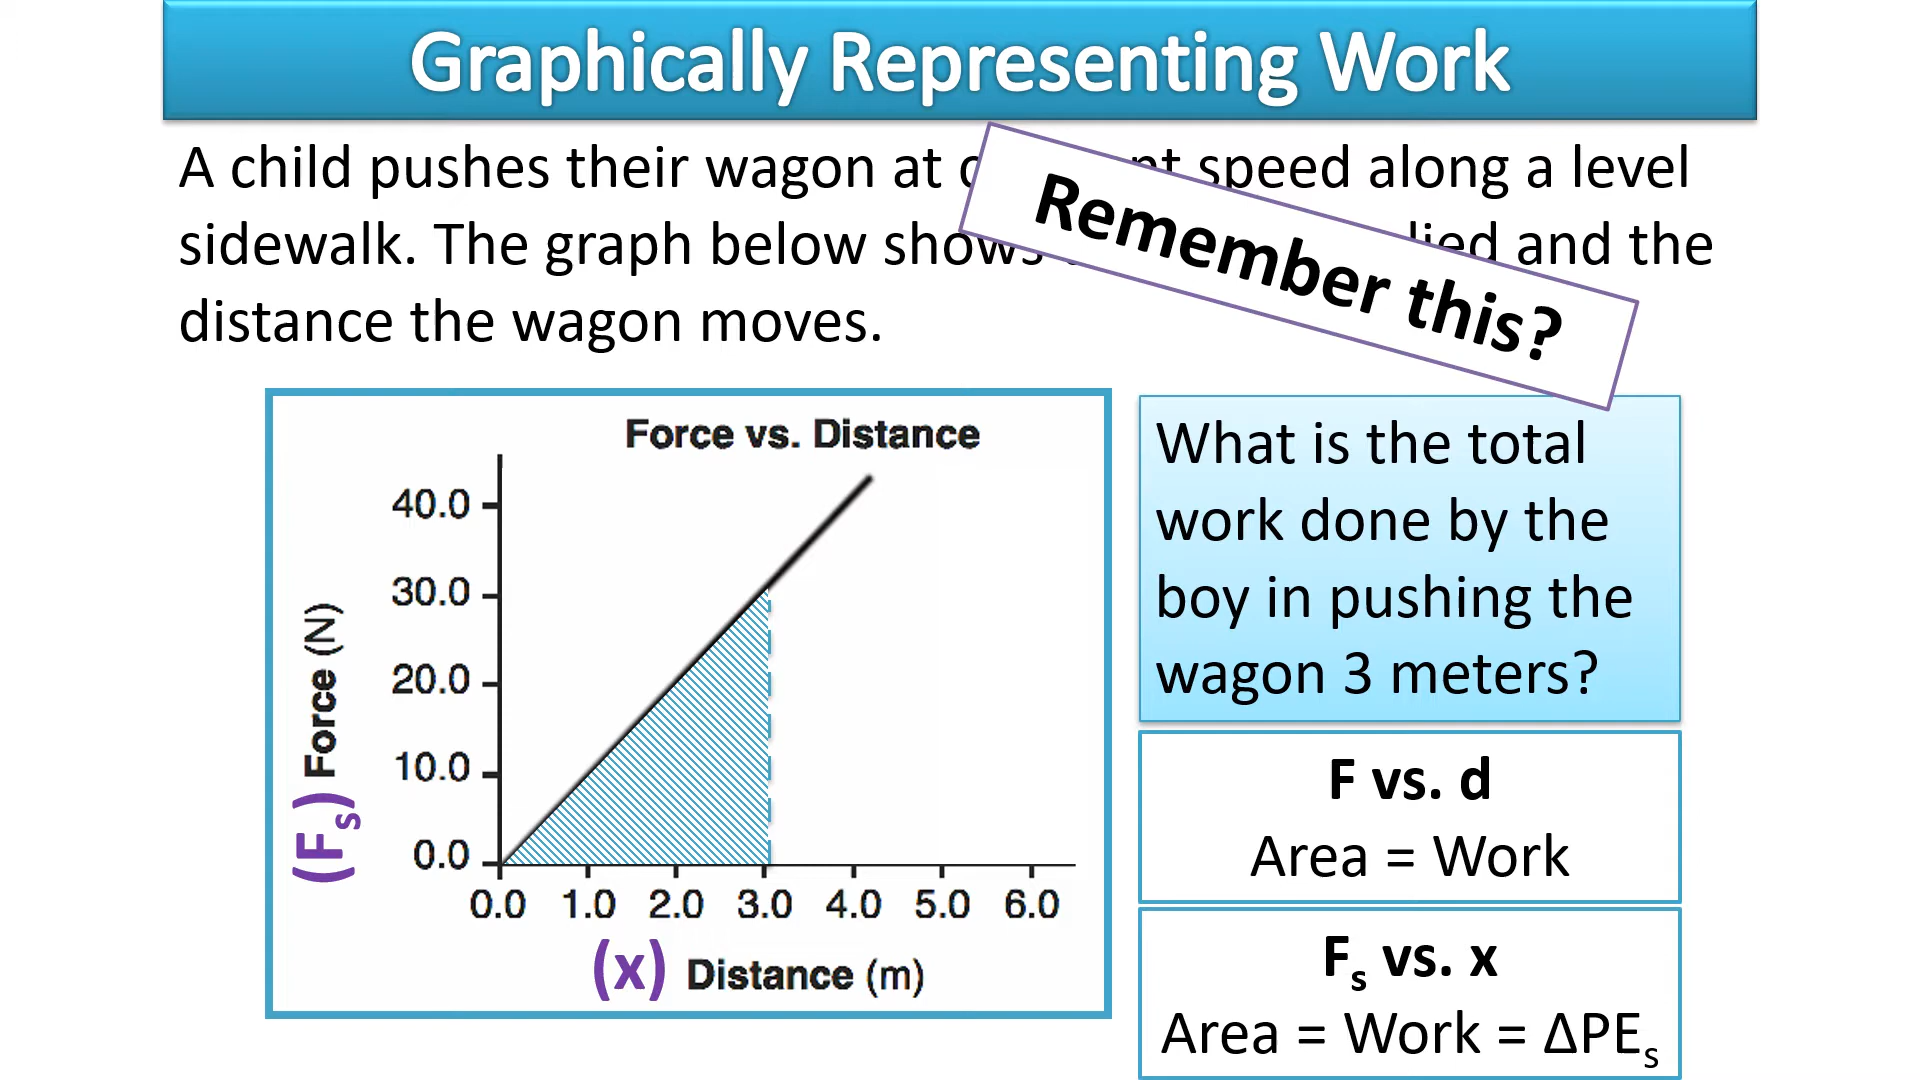 Graphically Representing Work
A child pushes their wagon at speed along a level
sidewalk. The graph below shows and the
distance the wagon moves.
Remember this?
Force vs. Distance
40.0
30.0
20.0
10.0
0.0
(Fs) Force (N)
0.0 1.0 2.0 3.0 4.0 5.0 6.0
(x) Distance (m)
What is the total
work done by the
boy in pushing the
wagon 3 meters?
F vs. d
Area = Work
Fs vs. x
Area = Work = ΔPEs